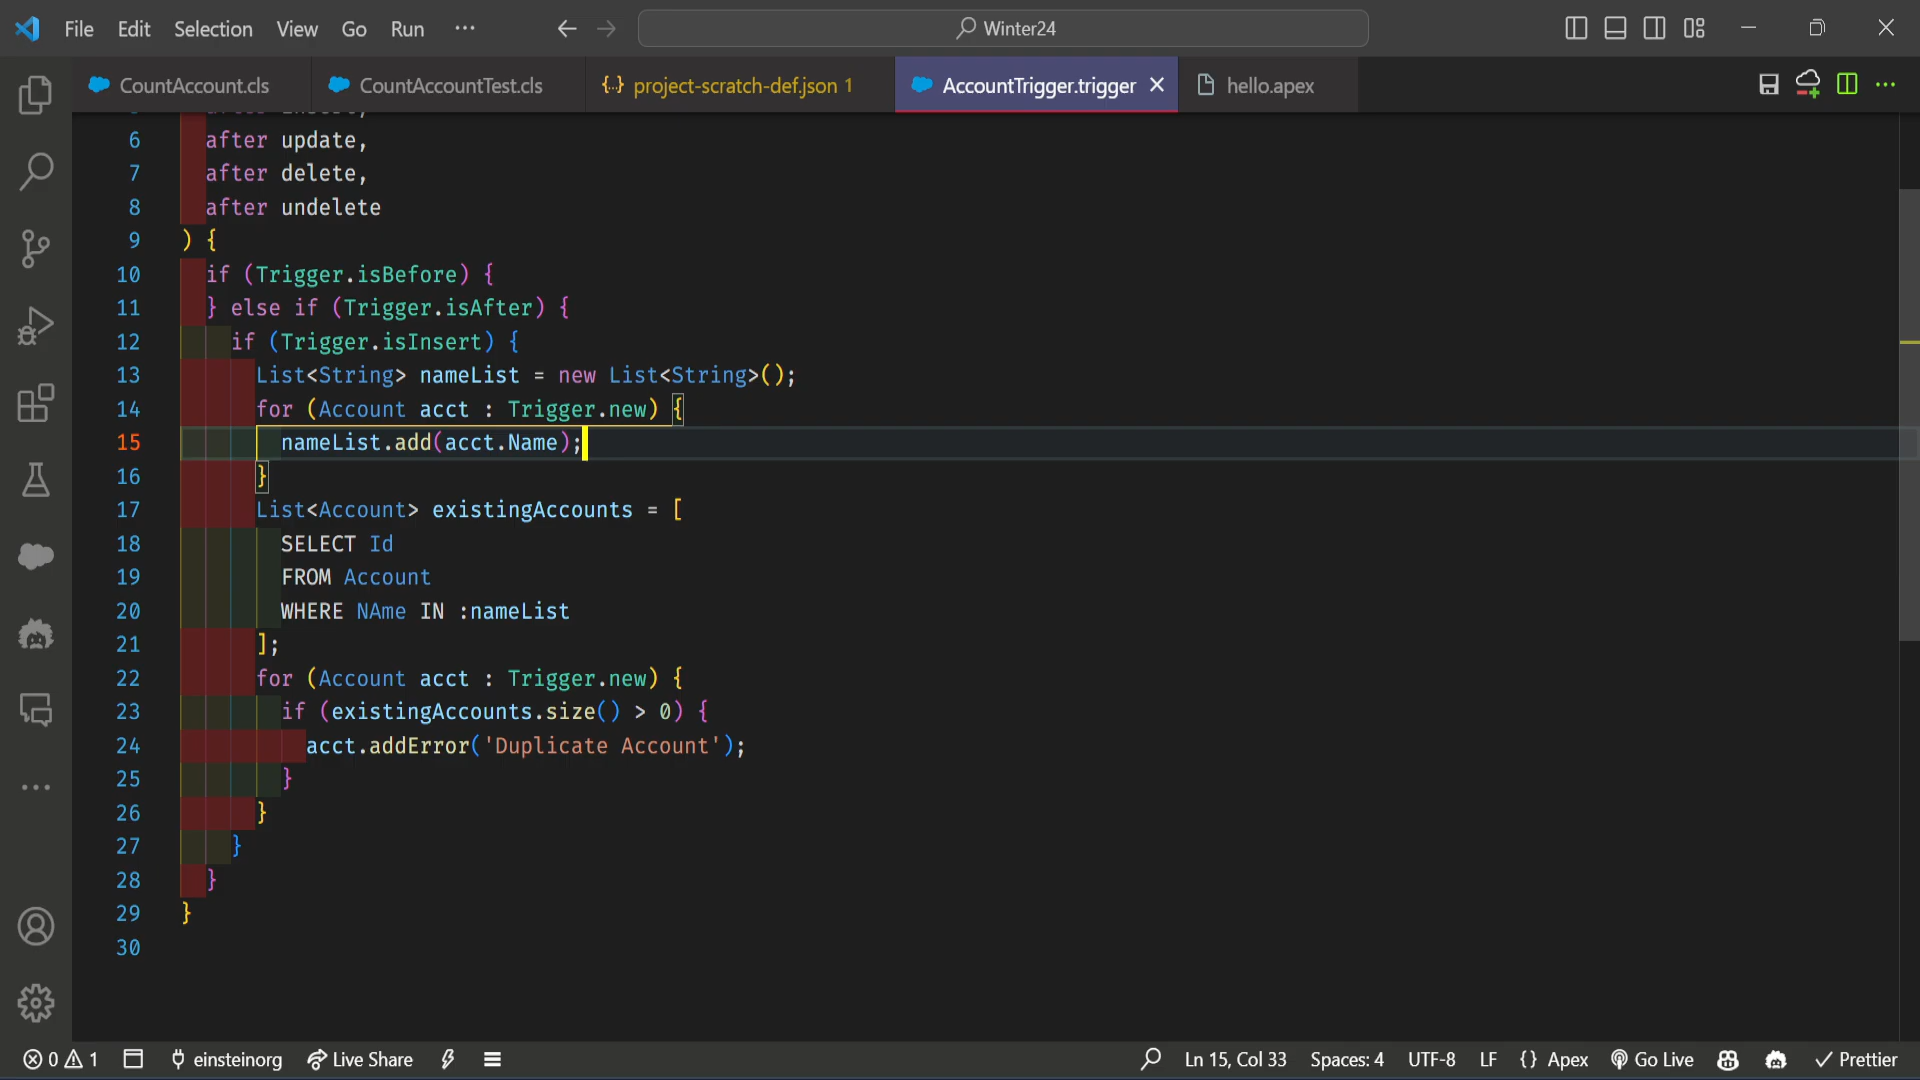 File Edit Selection View Go Run ··· ← → Winter24
CountAccount.cls CountAccountTest.cls {..} project-scratch-def.json 1 AccountTrigger.trigger hello.apex
6 after update,
7 after delete,
8 after undelete
9 ) {
10 if (Trigger.isBefore) {
11 } else if (Trigger.isAfter) {
12 if (Trigger.isInsert) {
13 List<String> nameList = new List<String>();
14 for (Account acct : Trigger.new) {
15 nameList.add(acct.Name);
16 }
17 List<Account> existingAccounts = [
18 SELECT Id
19 FROM Account
20 WHERE NAme IN :nameList
21 ];
22 for (Account acct : Trigger.new) {
23 if (existingAccounts.size() > 0) {
24 acct.addError('Duplicate Account');
25 }
26 }
27 }
28 }
29 }
30
0 1 einsteinorg Live Share Ln 15, Col 33 Spaces: 4 UTF-8 LF {} Apex Go Live Prettier